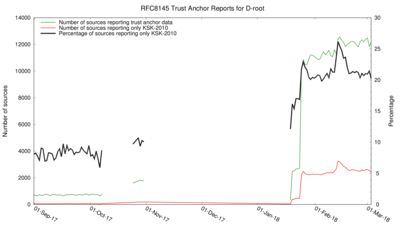 RFC8145 Trust Anchor Reports for D-root
Number of sources reporting trust anchor data
Number of sources reporting only KSK-2010
Percentage of sources reporting only KSK-2010
14000
12000
10000
8000
6000
4000
2000
0
30
25
20
15
10
5
0
Number of sources
Percentage
01-Sep-17
01-Oct-17
01-Nov-17
01-Dec-17
01-Jan-18
01-Feb-18
01-Mar-18